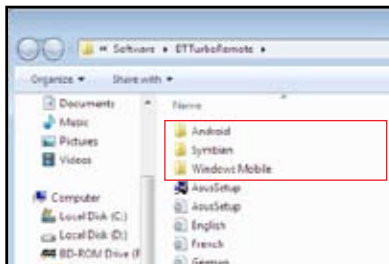 « Software ▸ ETTurboRemote ▸
Organize ▾ Share with ▾
Documents
Music
Pictures
Videos
Computer
Local Disk (C:)
Local Disk (D:)
BD-ROM Drive (F
Name
Android
Symbian
Windows Mobile
AsusSetup
AsusSetup
English
French
German